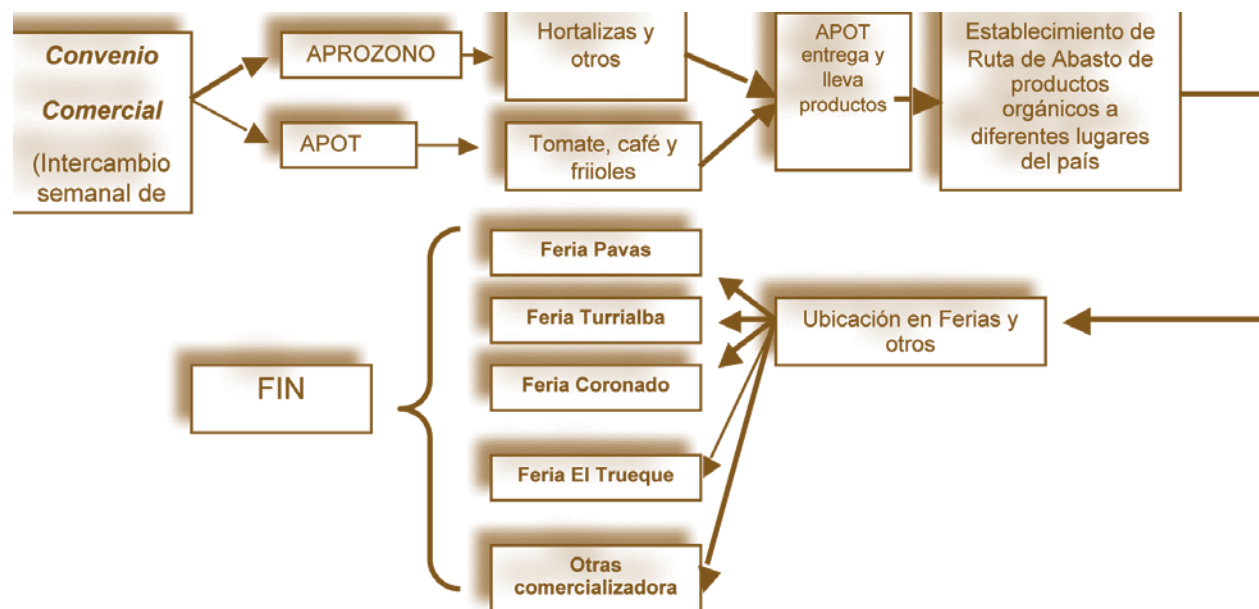 Convenio
Comercial
(Intercambio
semanal de
APROZONO
APOT
Hortalizas y
otros
Tomate, café y
friioles
APOT
entrega y
lleva
productos
Establecimiento de
Ruta de Abasto de
productos
orgánicos a
diferentes lugares
del país
Ubicación en Ferias y
otros
Feria Pavas
Feria Turrialba
Feria Coronado
Feria El Trueque
Otras
comercializadora
FIN